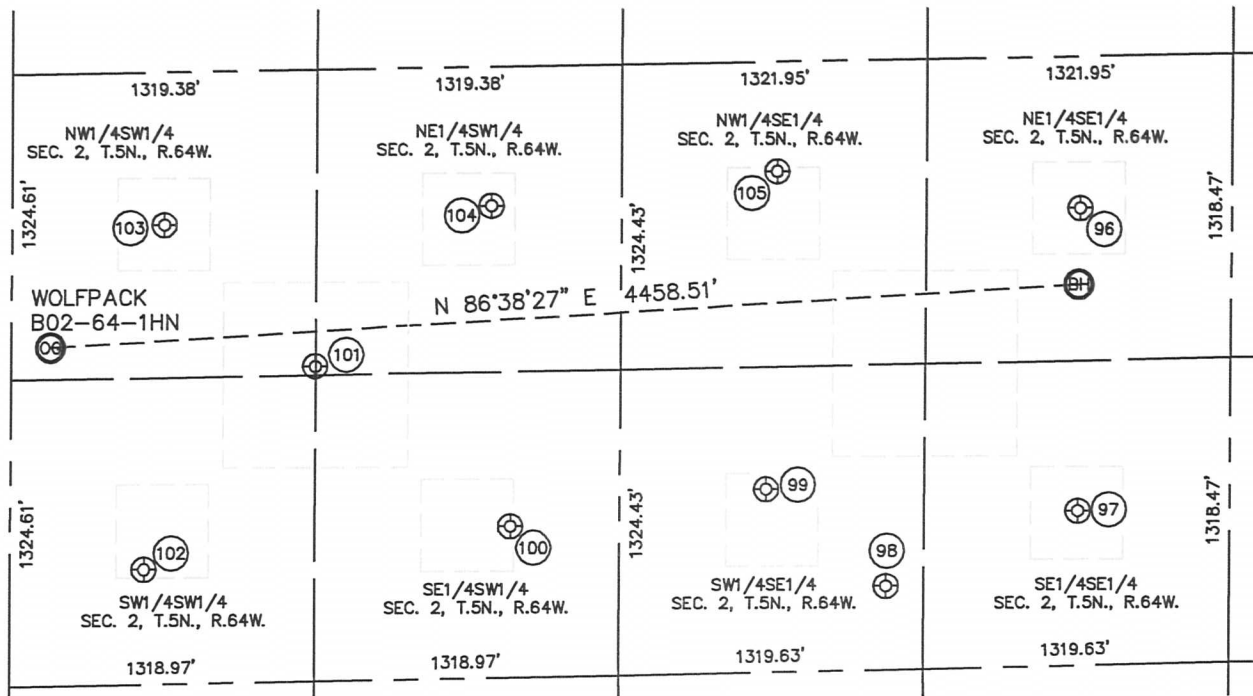 1319.38'
1319.38'
1321.95'
1321.95'
NW1/4SW1/4
SEC. 2, T.5N., R.64W.
NE1/4SW1/4
SEC. 2, T.5N., R.64W.
NW1/4SE1/4
SEC. 2, T.5N., R.64W.
NE1/4SE1/4
SEC. 2, T.5N., R.64W.
1324.61'
103
104
1324.43'
105
96
1318.47'
WOLFPACK
B02-64-1HN
OG
N 86°38'27" E 4458.51'
BH
101
1324.61'
102
100
1324.43'
99
98
97
1318.47'
SW1/4SW1/4
SEC. 2, T.5N., R.64W.
SE1/4SW1/4
SEC. 2, T.5N., R.64W.
SW1/4SE1/4
SEC. 2, T.5N., R.64W.
SE1/4SE1/4
SEC. 2, T.5N., R.64W.
1318.97'
1318.97'
1319.63'
1319.63'